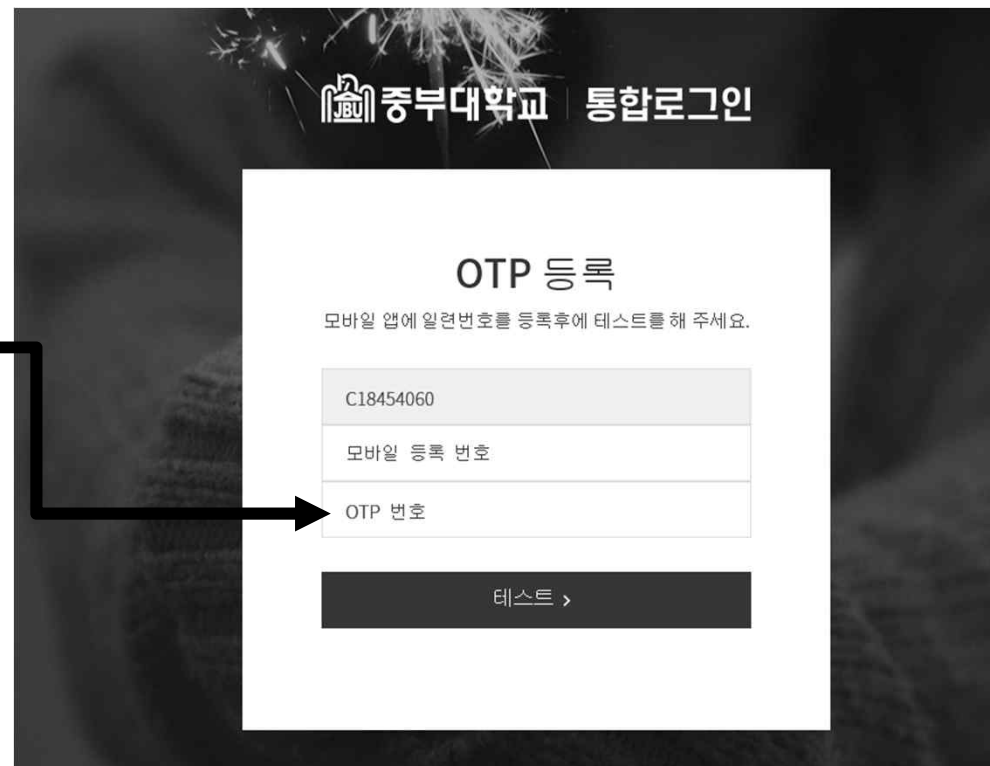 JBU 중부대학교 통합로그인
OTP 등록
모바일 앱에 일련번호를 등록후에 테스트를 해 주세요.
C18454060
모바일 등록 번호
OTP 번호
테스트 ›